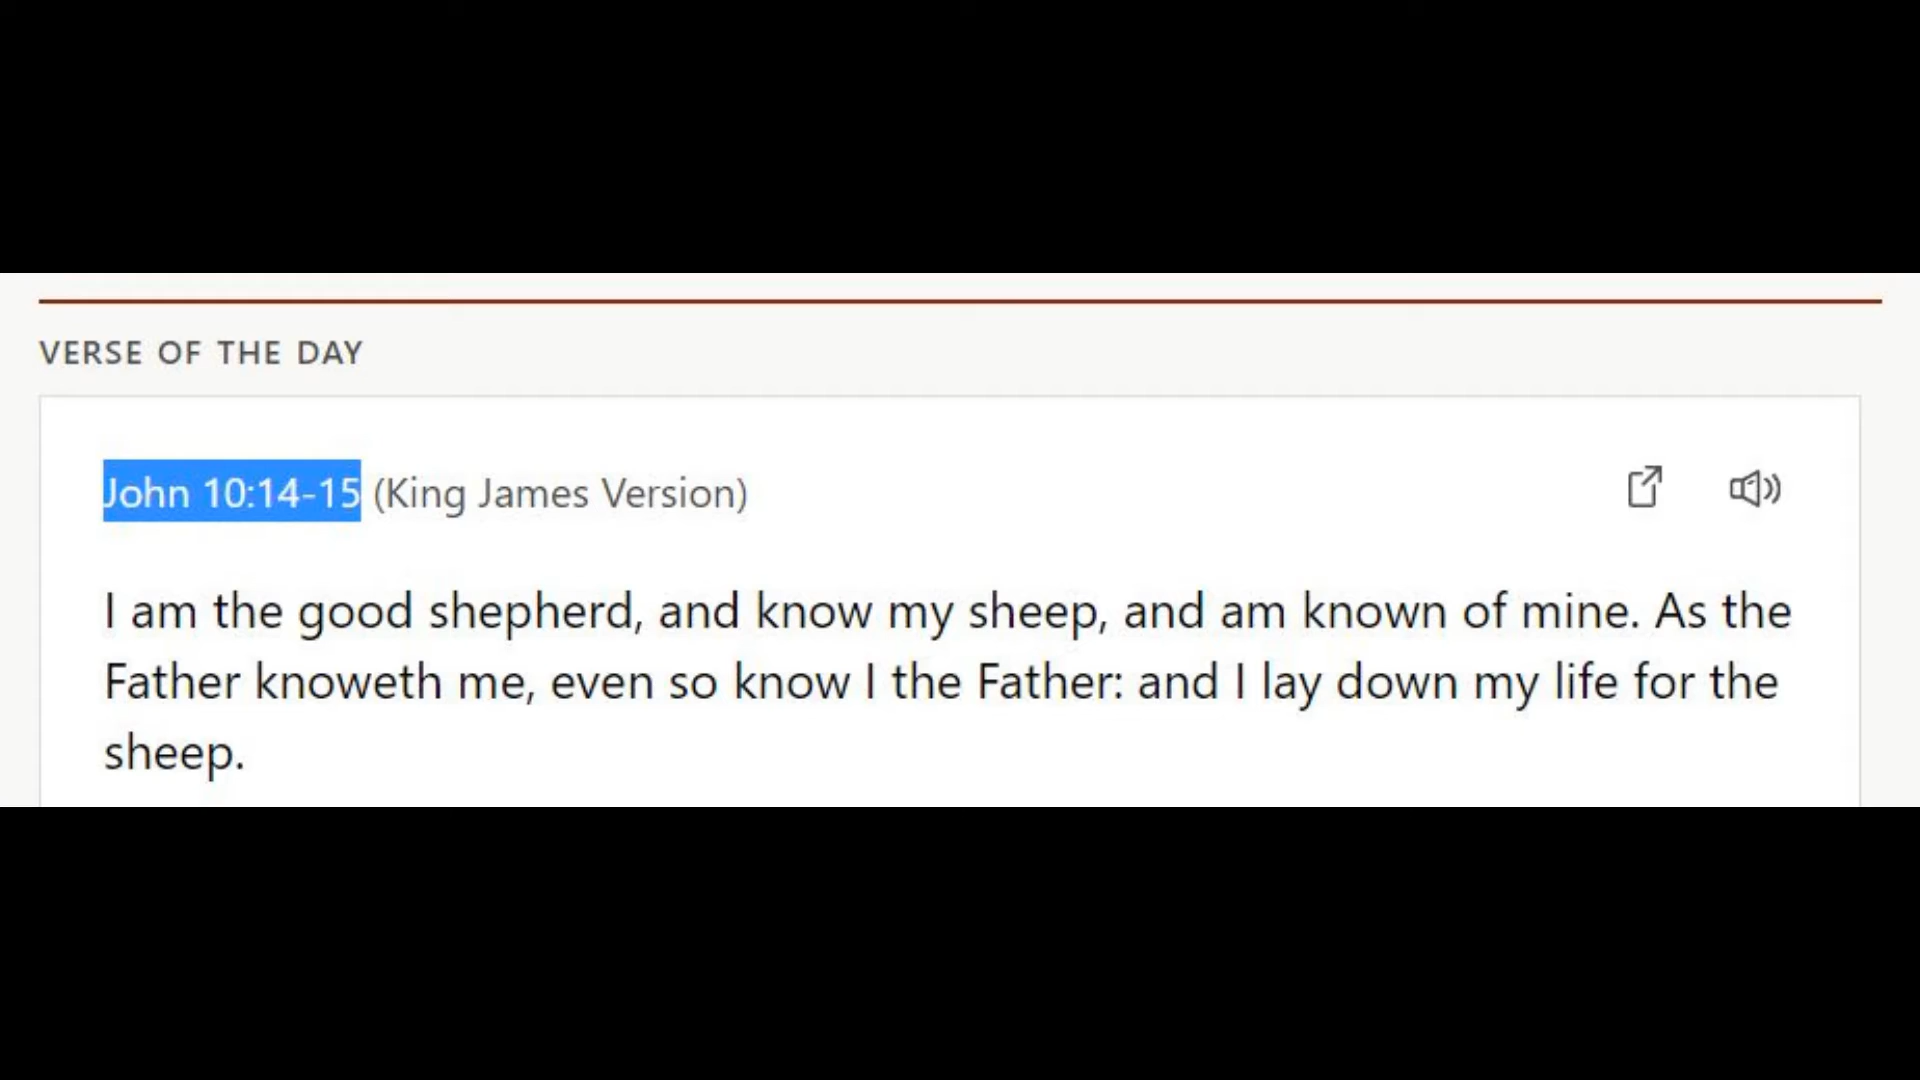 VERSE OF THE DAY
John 10:14-15 (King James Version)
I am the good shepherd, and know my sheep, and am known of mine. As the
Father knoweth me, even so know I the Father: and I lay down my life for the
sheep.